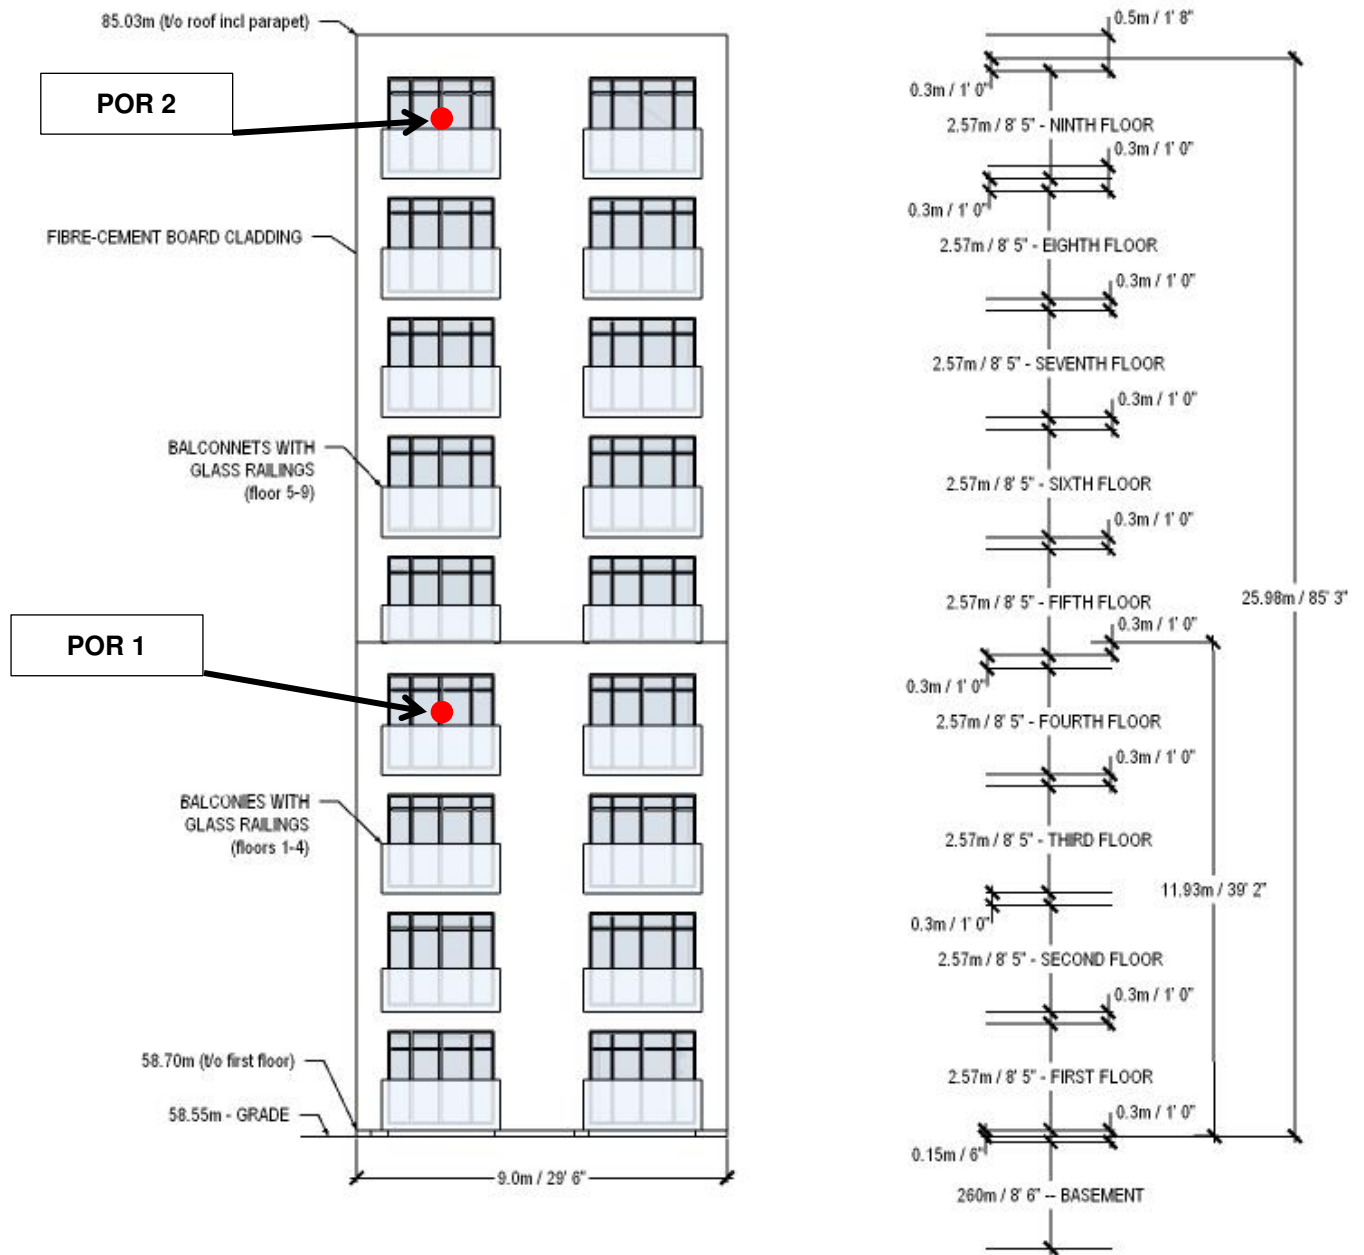 85.03m (t/o roof incl parapet)
POR 2
FIBRE-CEMENT BOARD CLADDING
BALCONNETS WITH
GLASS RAILINGS
(floor 5-9)
POR 1
BALCONIES WITH
GLASS RAILINGS
(floors 1-4)
58.70m (t/o first floor)
58.55m - GRADE
9.0m / 29' 6"
0.5m / 1' 8"
0.3m / 1' 0"
2.57m / 8' 5" - NINTH FLOOR
0.3m / 1' 0"
0.3m / 1' 0"
2.57m / 8' 5" - EIGHTH FLOOR
0.3m / 1' 0"
2.57m / 8' 5" - SEVENTH FLOOR
0.3m / 1' 0"
2.57m / 8' 5" - SIXTH FLOOR
0.3m / 1' 0"
2.57m / 8' 5" - FIFTH FLOOR
25.98m / 85' 3"
0.3m / 1' 0"
0.3m / 1' 0"
2.57m / 8' 5" - FOURTH FLOOR
0.3m / 1' 0"
2.57m / 8' 5" - THIRD FLOOR
11.93m / 39' 2"
0.3m / 1' 0"
2.57m / 8' 5" - SECOND FLOOR
0.3m / 1' 0"
2.57m / 8' 5" - FIRST FLOOR
0.3m / 1' 0"
0.15m / 6"
260m / 8' 6" -- BASEMENT